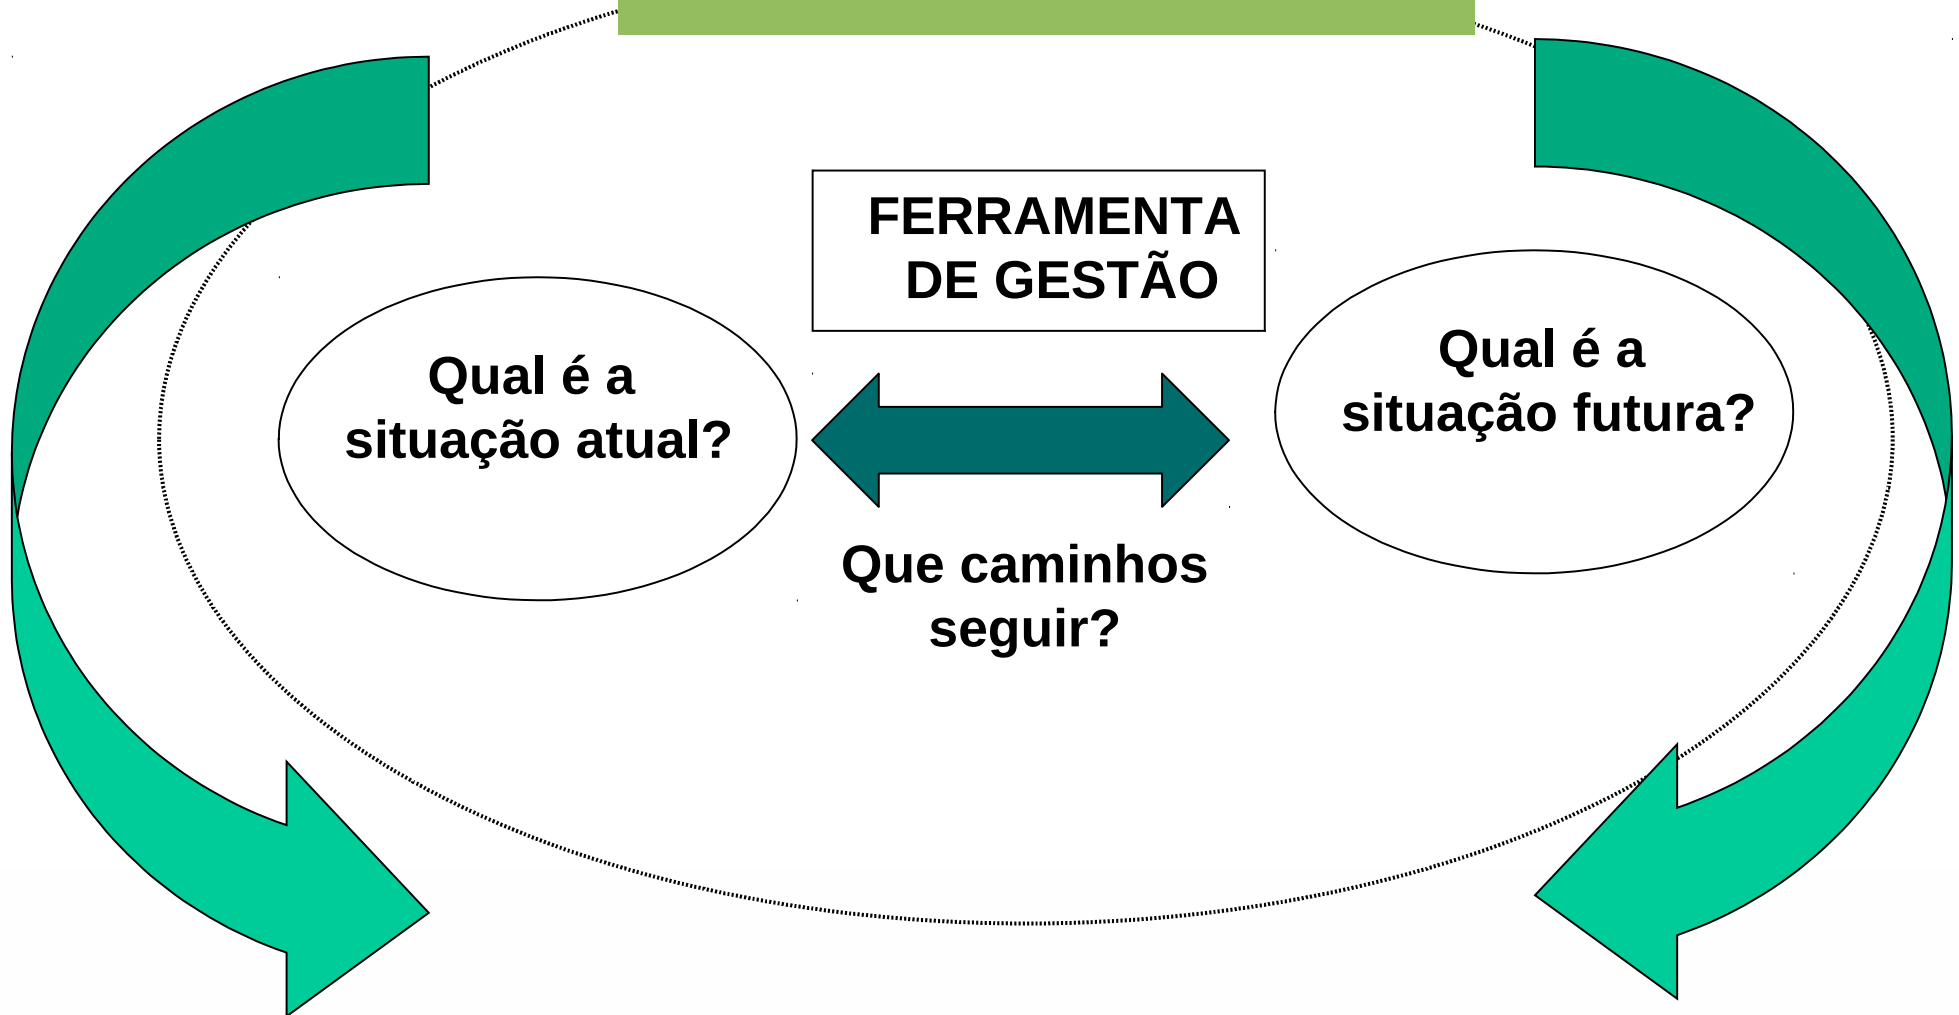 FERRAMENTA
DE GESTÃO
Qual é a
situação atual?
Qual é a
situação futura?
Que caminhos
seguir?